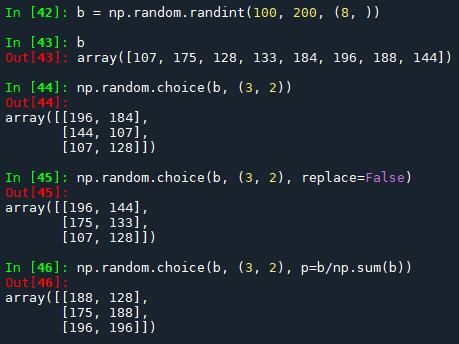 In [42]: b = np.random.randint(100, 200, (8, ))
In [43]: b
Out[43]: array([107, 175, 128, 133, 184, 196, 188, 144])
In [44]: np.random.choice(b, (3, 2))
Out[44]:
array([[196, 184],
       [144, 107],
       [107, 128]])
In [45]: np.random.choice(b, (3, 2), replace=False)
Out[45]:
array([[196, 144],
       [175, 133],
       [107, 128]])
In [46]: np.random.choice(b, (3, 2), p=b/np.sum(b))
Out[46]:
array([[188, 128],
       [175, 188],
       [196, 196]])